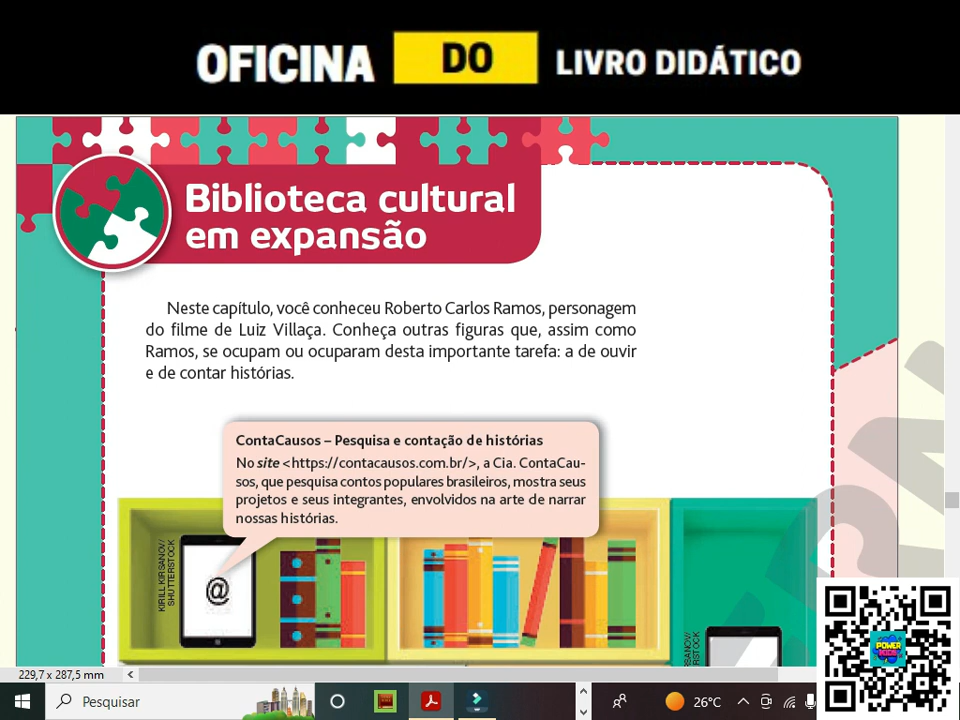 OFICINA DO LIVRO DIDÁTICO
Biblioteca cultural
em expansão
Neste capítulo, você conheceu Roberto Carlos Ramos, personagem
do filme de Luiz Villaça. Conheça outras figuras que, assim como
Ramos, se ocupam ou ocuparam desta importante tarefa: a de ouvir
e de contar histórias.
ContaCausos – Pesquisa e contação de histórias
No site <https://contacausos.com.br/>, a Cia. ContaCau-
sos, que pesquisa contos populares brasileiros, mostra seus
projetos e seus integrantes, envolvidos na arte de narrar
nossas histórias.
KIRILL KIRSANOV/
SHUTTERSTOCK
@
RSANOV/
RSTOCK
POWER
229,7 x 287,5 mm
Pesquisar
26°C